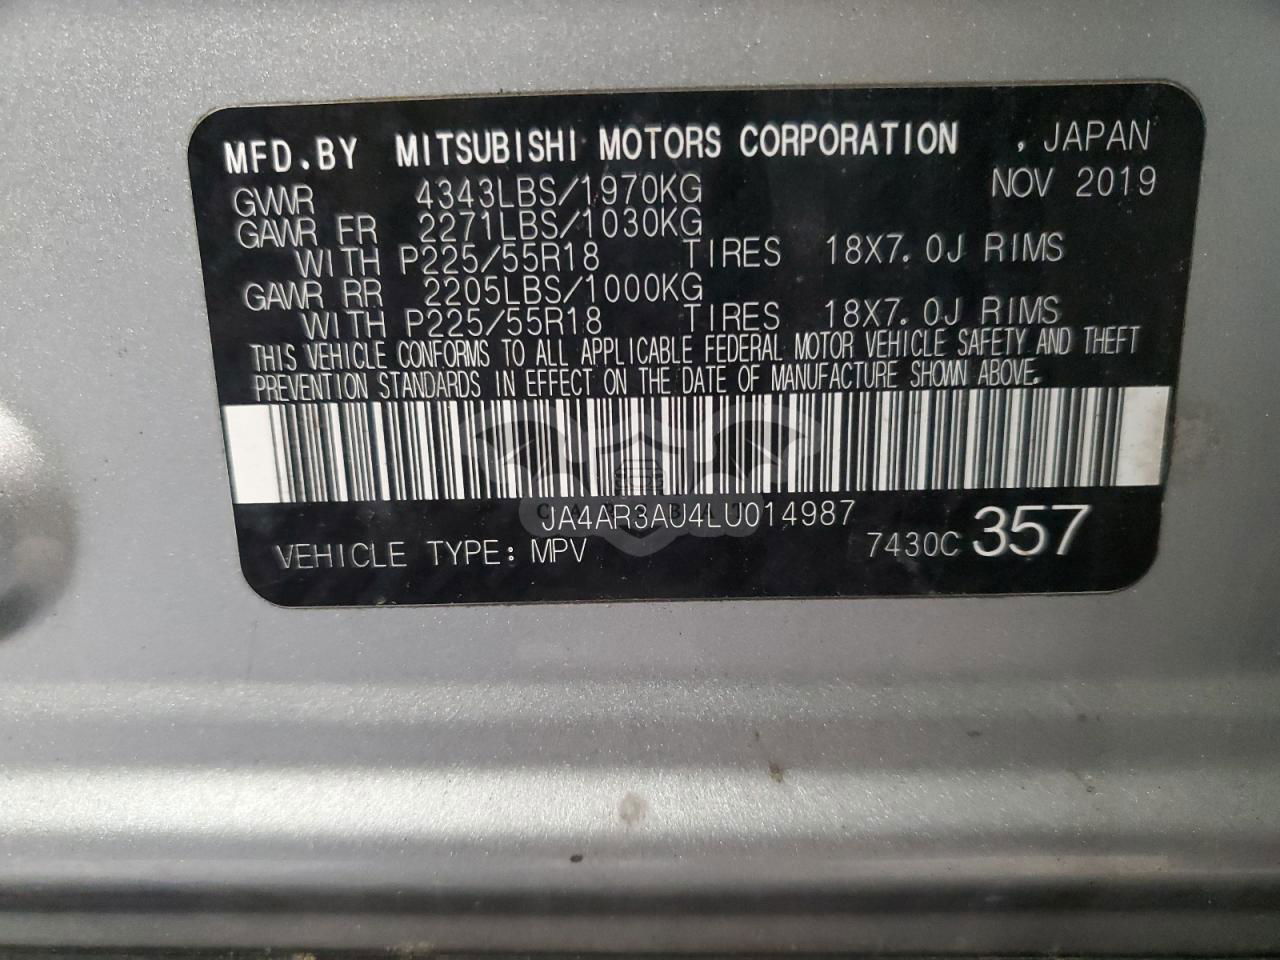 MFD.BY MITSUBISHI MOTORS CORPORATION , JAPAN
NOV 2019
GVWR 4343LBS/1970KG
GAWR FR 2271LBS/1030KG
WITH P225/55R18 TIRES 18X7.0J RIMS
GAWR RR 2205LBS/1000KG
WITH P225/55R18 TIRES 18X7.0J RIMS
THIS VEHICLE CONFORMS TO ALL APPLICABLE FEDERAL MOTOR VEHICLE SAFETY AND THEFT
PREVENTION STANDARDS IN EFFECT ON THE DATE OF MANUFACTURE SHOWN ABOVE.
JA4AR3AU4LU014987
VEHICLE TYPE: MPV 7430C 357